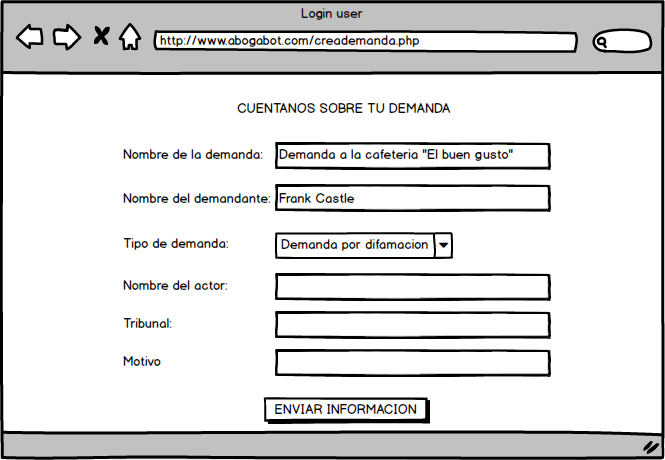 Login user
http://www.abogabot.com/creademanda.php
CUENTANOS SOBRE TU DEMANDA
Nombre de la demanda: Demanda a la cafeteria "El buen gusto"
Nombre del demandante: Frank Castle
Tipo de demanda: Demanda por difamacion
Nombre del actor:
Tribunal:
Motivo
ENVIAR INFORMACION